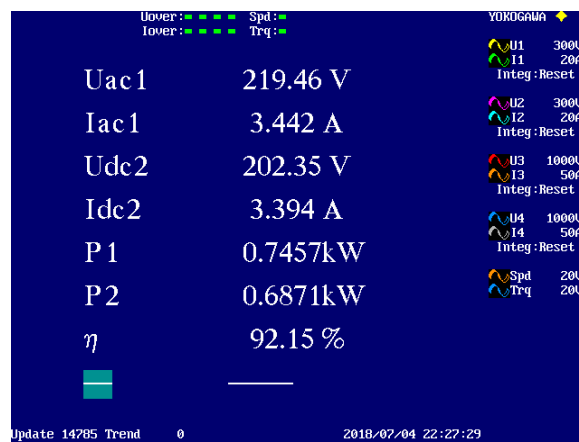 Uover: Spd:
Iover: Trq:
YOKOGAWA
Uac1 219.46 V
Iac1 3.442 A
Udc2 202.35 V
Idc2 3.394 A
P1 0.7457kW
P2 0.6871kW
η 92.15 %
U1 300V
I1 20A
Integ:Reset
U2 300V
I2 20A
Integ:Reset
U3 1000V
I3 50A
Integ:Reset
U4 1000V
I4 50A
Integ:Reset
Spd 20V
Trq 20V
Update 14785 Trend 0 2018/07/04 22:27:29